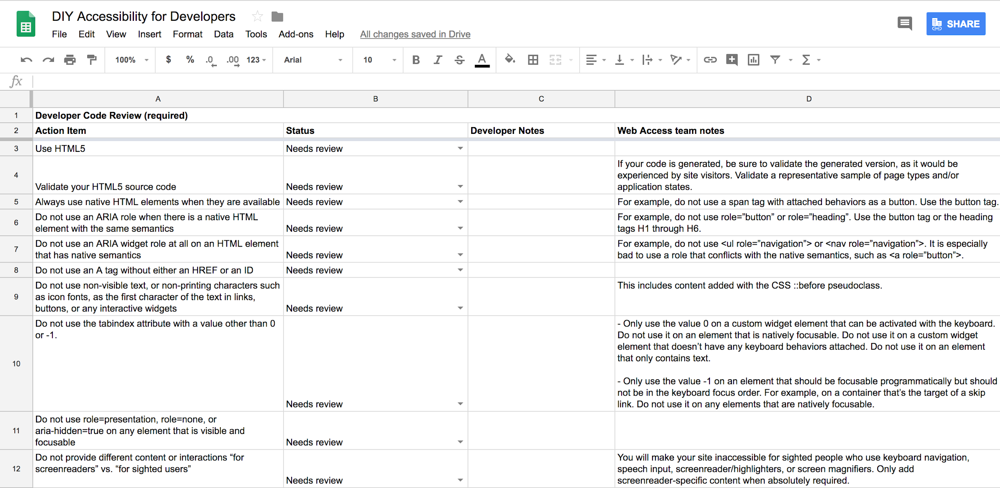 DIY Accessibility for Developers
File Edit View Insert Format Data Tools Add-ons Help All changes saved in Drive
SHARE
100% $ % .0 .00 123 Arial 10 B I S A
fx
A B C D
1 Developer Code Review (required)
2 Action Item Status Developer Notes Web Access team notes
3 Use HTML5 Needs review
4 Validate your HTML5 source code Needs review
If your code is generated, be sure to validate the generated version, as it would be
experienced by site visitors. Validate a representative sample of page types and/or
application states.
5 Always use native HTML elements when they are available Needs review For example, do not use a span tag with attached behaviors as a button. Use the button tag.
6 Do not use an ARIA role when there is a native HTML
element with the same semantics Needs review
For example, do not use role=”button” or role=”heading”. Use the button tag or the heading
tags H1 through H6.
7 Do not use an ARIA widget role at all on an HTML element
that has native semantics Needs review
For example, do not use <ul role=”navigation”> or <nav role=”navigation”>. It is especially
bad to use a role that conflicts with the native semantics, such as <a role=”button”>.
8 Do not use an A tag without either an HREF or an ID Needs review
9 Do not use non-visible text, or non-printing characters such
as icon fonts, as the first character of the text in links,
buttons, or any interactive widgets Needs review
This includes content added with the CSS ::before pseudoclass.
10 Do not use the tabindex attribute with a value other than 0
or -1.
Needs review
- Only use the value 0 on a custom widget element that can be activated with the keyboard.
Do not use it on an element that is natively focusable. Do not use it on a custom widget
element that doesn’t have any keyboard behaviors attached. Do not use it on an element
that only contains text.
- Only use the value -1 on an element that should be focusable programmatically but should
not be in the keyboard focus order. For example, on a container that’s the target of a skip
link. Do not use it on any elements that are natively focusable.
11 Do not use role=presentation, role=none, or
aria-hidden=true on any element that is visible and
focusable Needs review
12 Do not provide different content or interactions “for
screenreaders” vs. “for sighted users”
Needs review
You will make your site inaccessible for sighted people who use keyboard navigation,
speech input, screenreader/highlighters, or screen magnifiers. Only add
screenreader-specific content when absolutely required.